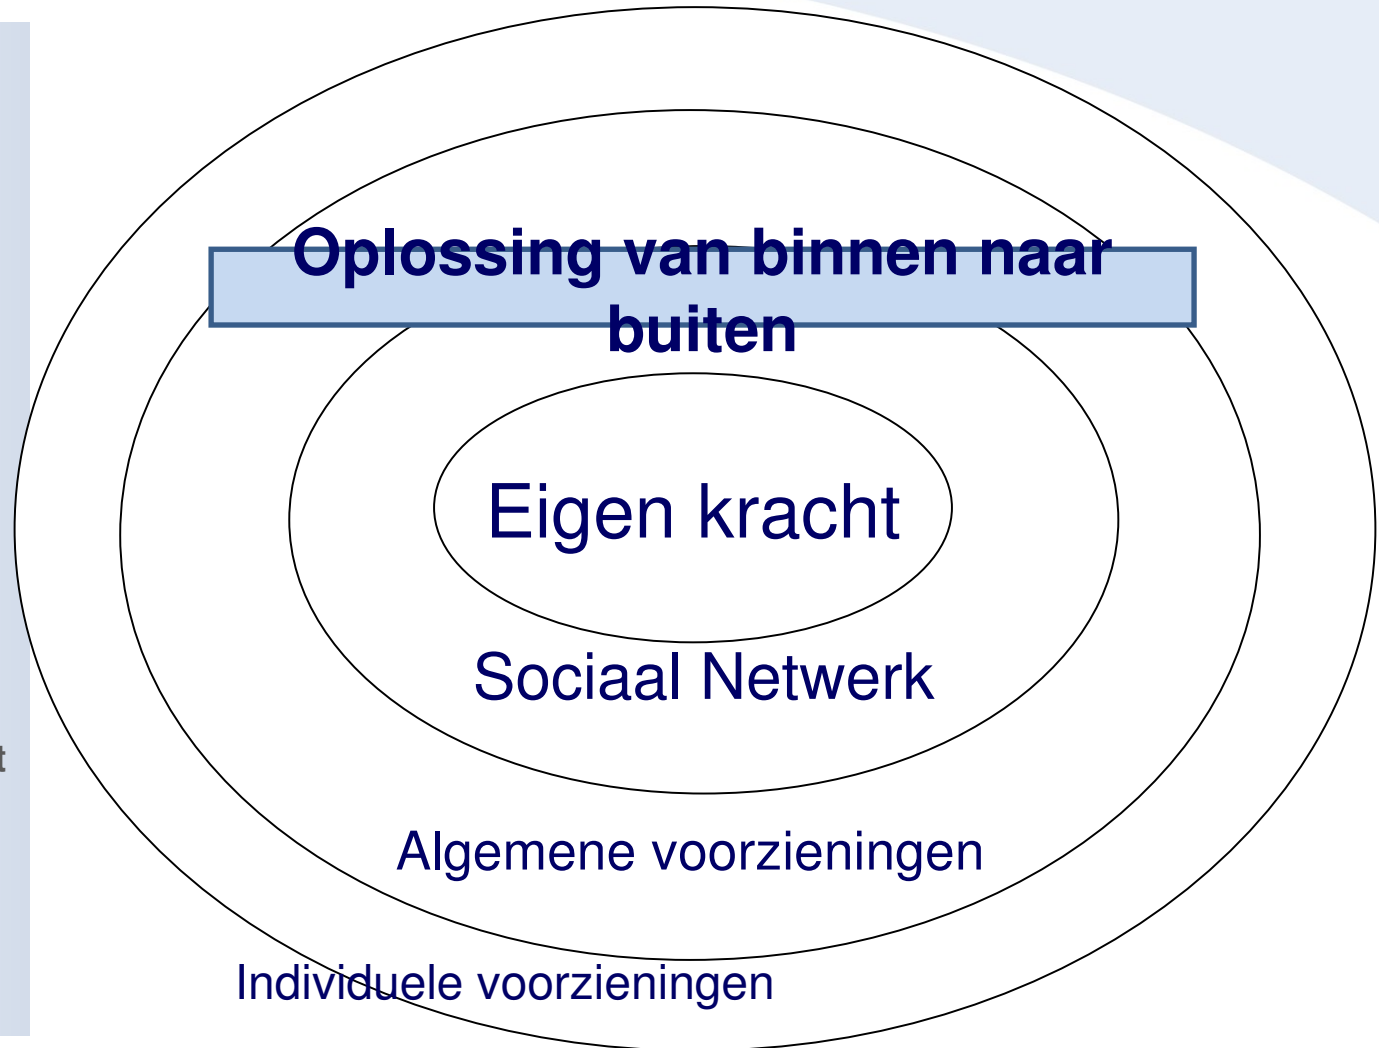 Oplossing van binnen naar
buiten
Eigen kracht
Sociaal Netwerk
t
Algemene voorzieningen
Individuele voorzieningen